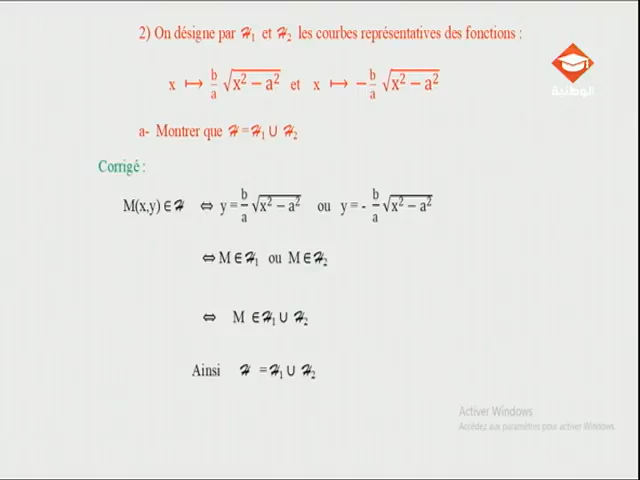 2) On désigne par ℋ₁ et ℋ₂ les courbes représentatives des fonctions :
x ↦ b/a √(x² − a²) et x ↦ − b/a √(x² − a²)
الوطنية
a- Montrer que ℋ = ℋ₁ ∪ ℋ₂
Corrigé :
M(x,y) ∈ ℋ ⇔ y = b/a √(x² − a²) ou y = - b/a √(x² − a²)
⇔ M ∈ ℋ₁ ou M ∈ ℋ₂
⇔ M ∈ ℋ₁ ∪ ℋ₂
Ainsi ℋ = ℋ₁ ∪ ℋ₂
Activer Windows
Accédez aux paramètres pour activer Windows.